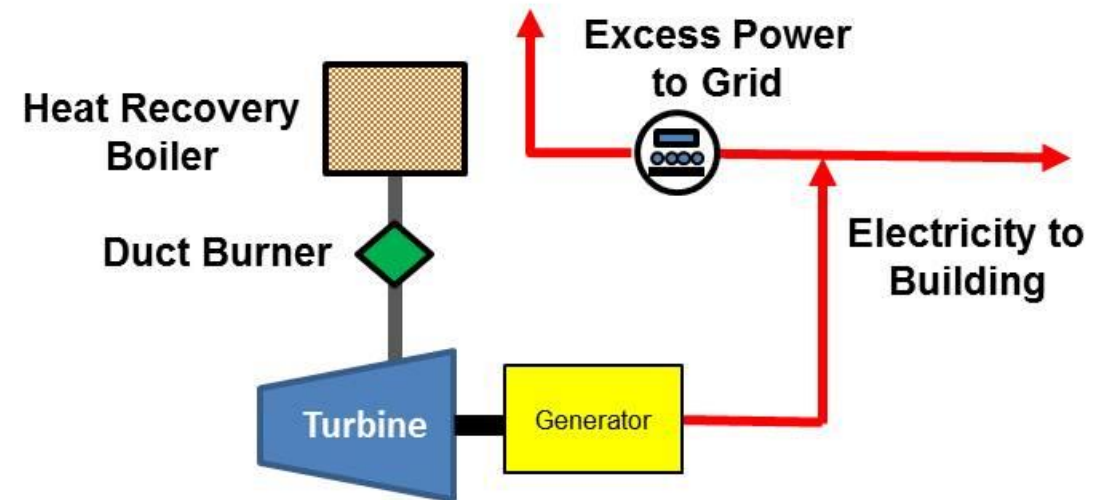 Excess Power
to Grid
Heat Recovery
Boiler
Duct Burner
Electricity to
Building
Turbine
Generator